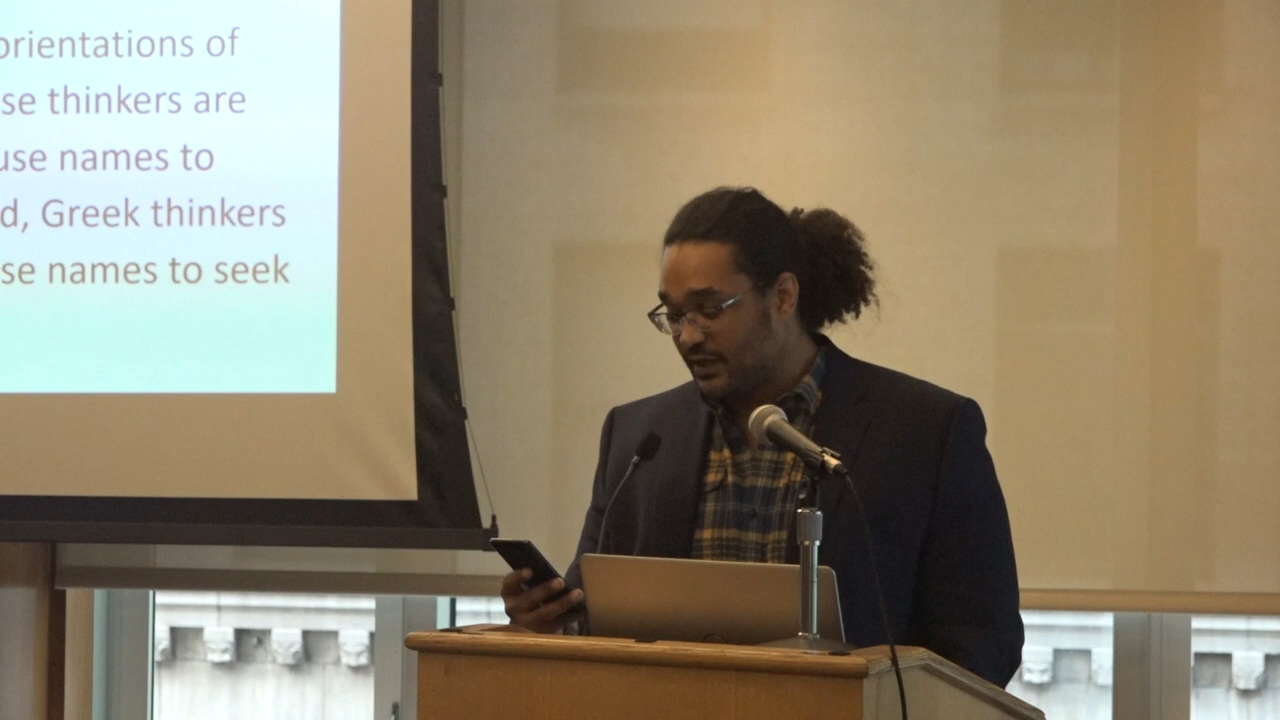 orientations of
se thinkers are
use names to
d, Greek thinkers
se names to seek